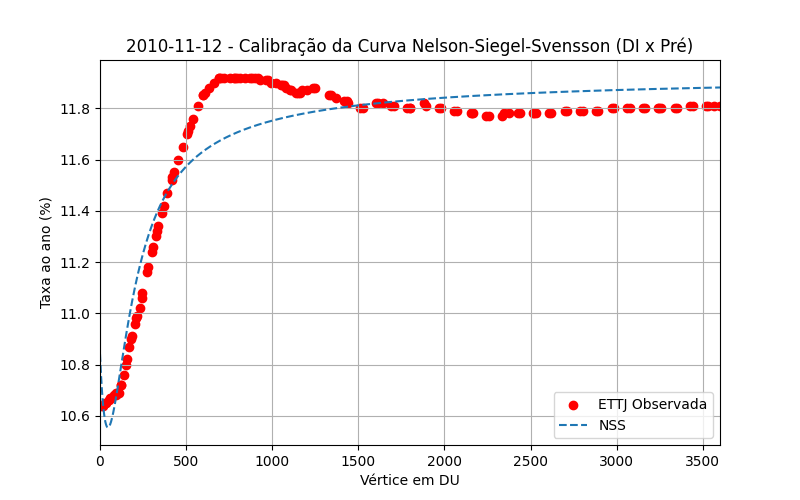 2010-11-12 - Calibração da Curva Nelson-Siegel-Svensson (DI x Pré)
Taxa ao ano (%)
11.8
11.6
11.4
11.2
11.0
10.8
10.6
ETTJ Observada
NSS
0 500 1000 1500 2000 2500 3000 3500
Vértice em DU